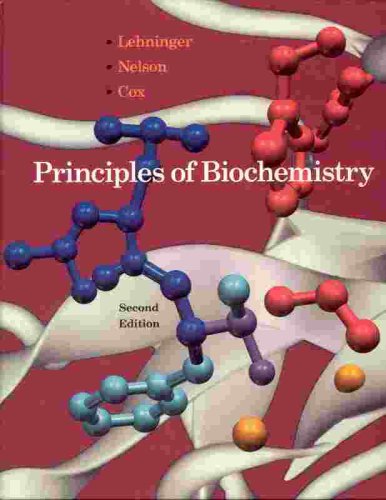 • Lehninger
• Nelson
• Cox
Principles of Biochemistry
Second
Edition